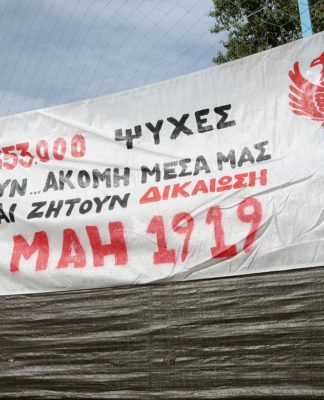 353.000 ΨΥΧΕΣ
ΥΝ...ΑΚΟΜΗ ΜΕΣΑ ΜΑΣ
ΑΙ ΖΗΤΟΥΝ ΔΙΚΑΙΩΣΗ
ΜΑΗ 1919